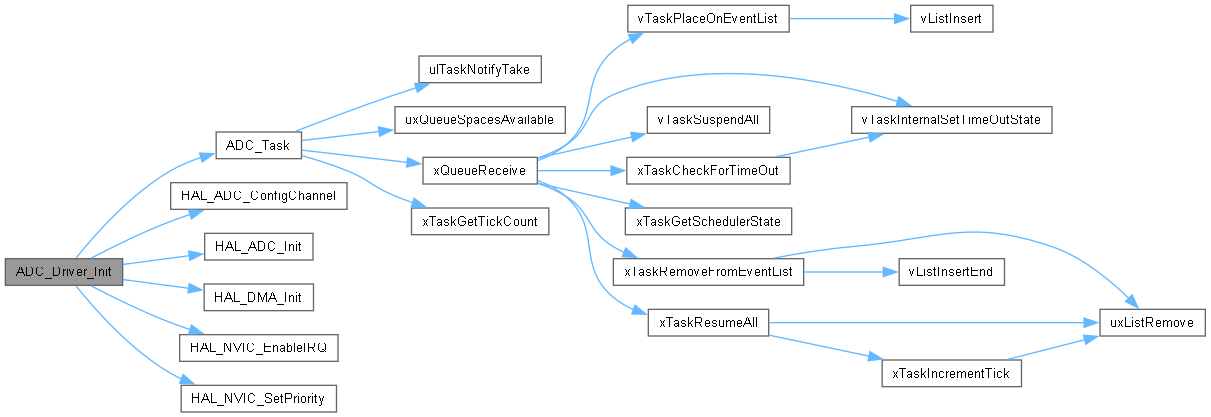 vTaskPlaceOnEventList
vListInsert
ulTaskNotifyTake
uxQueueSpacesAvailable
vTaskSuspendAll
vTaskInternalSetTimeOutState
ADC_Task
xQueueReceive
xTaskCheckForTimeOut
HAL_ADC_ConfigChannel
xTaskGetTickCount
xTaskGetSchedulerState
HAL_ADC_Init
ADC_Driver_Init
xTaskRemoveFromEventList
vListInsertEnd
HAL_DMA_Init
xTaskResumeAll
uxListRemove
HAL_NVIC_EnableIRQ
xTaskIncrementTick
HAL_NVIC_SetPriority